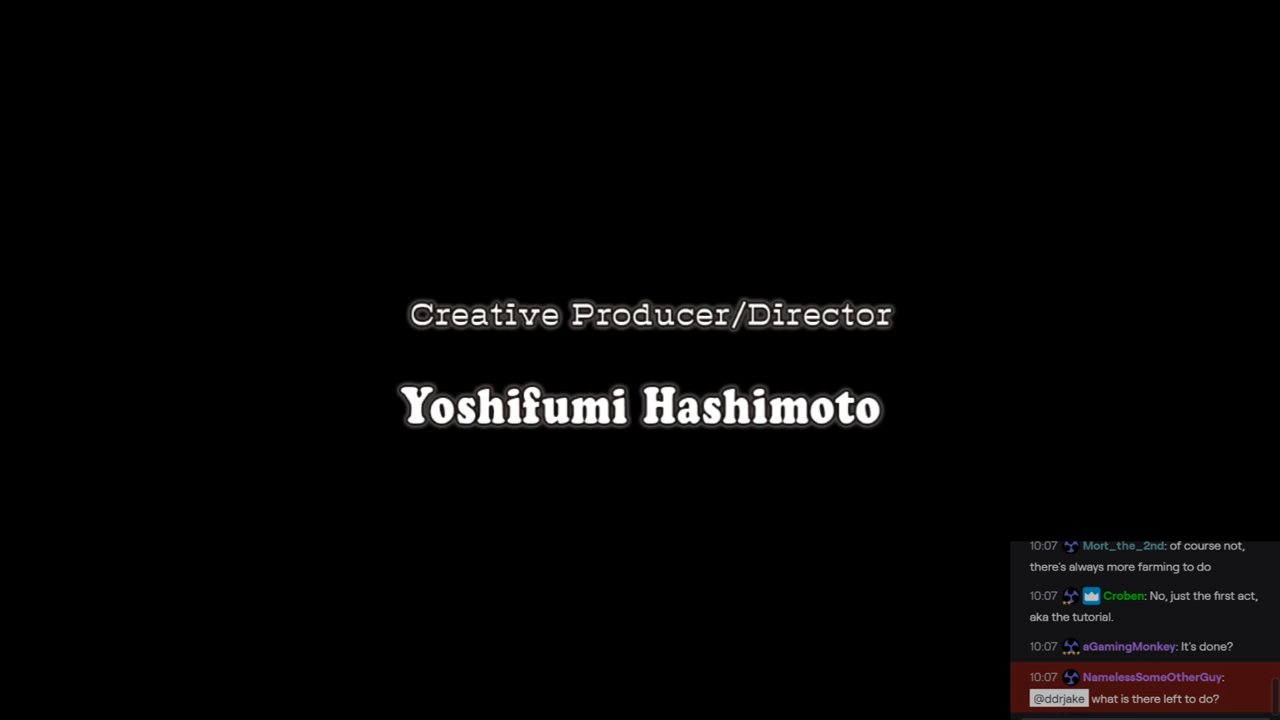 Creative Producer/Director
Yoshifumi Hashimoto
10:07 Mort_the_2nd: of course not,
there's always more farming to do
10:07 Croben: No, just the first act,
aka the tutorial.
10:07 aGamingMonkey: It's done?
10:07 NamelessSomeOtherGuy:
@ddrjake what is there left to do?